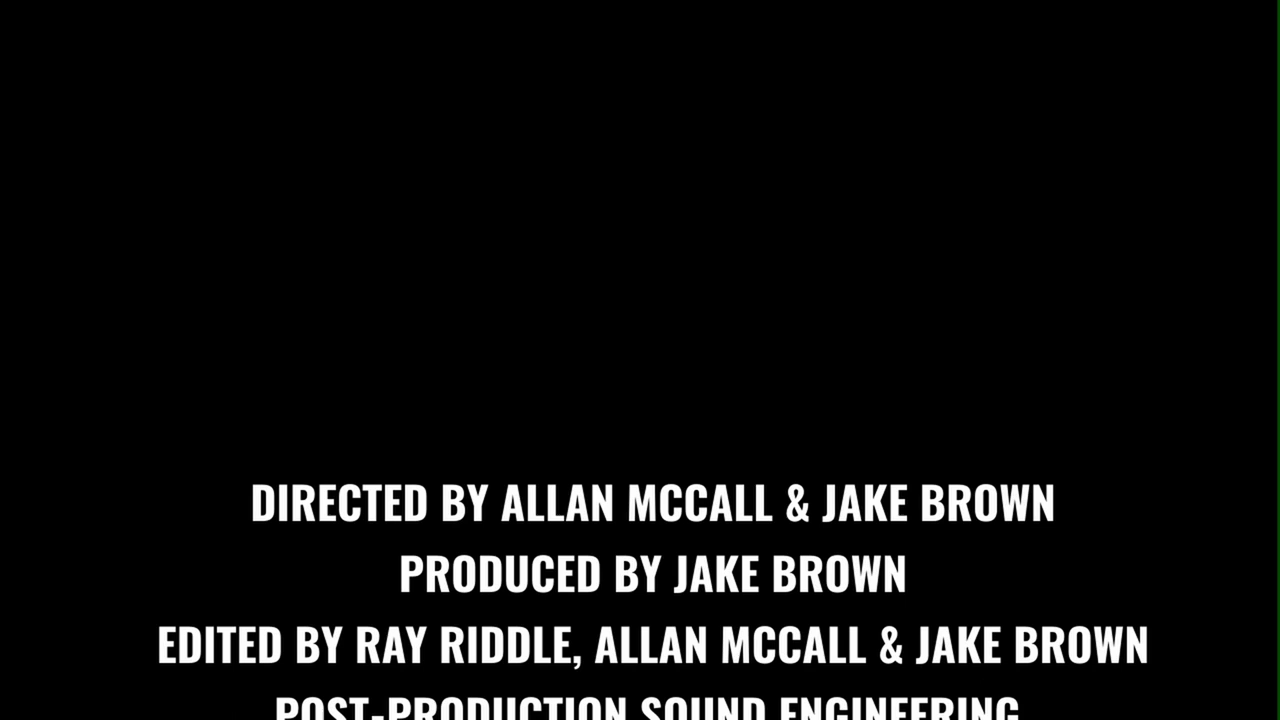 DIRECTED BY ALLAN MCCALL & JAKE BROWN
PRODUCED BY JAKE BROWN
EDITED BY RAY RIDDLE, ALLAN MCCALL & JAKE BROWN
POST-PRODUCTION SOUND ENGINEERING